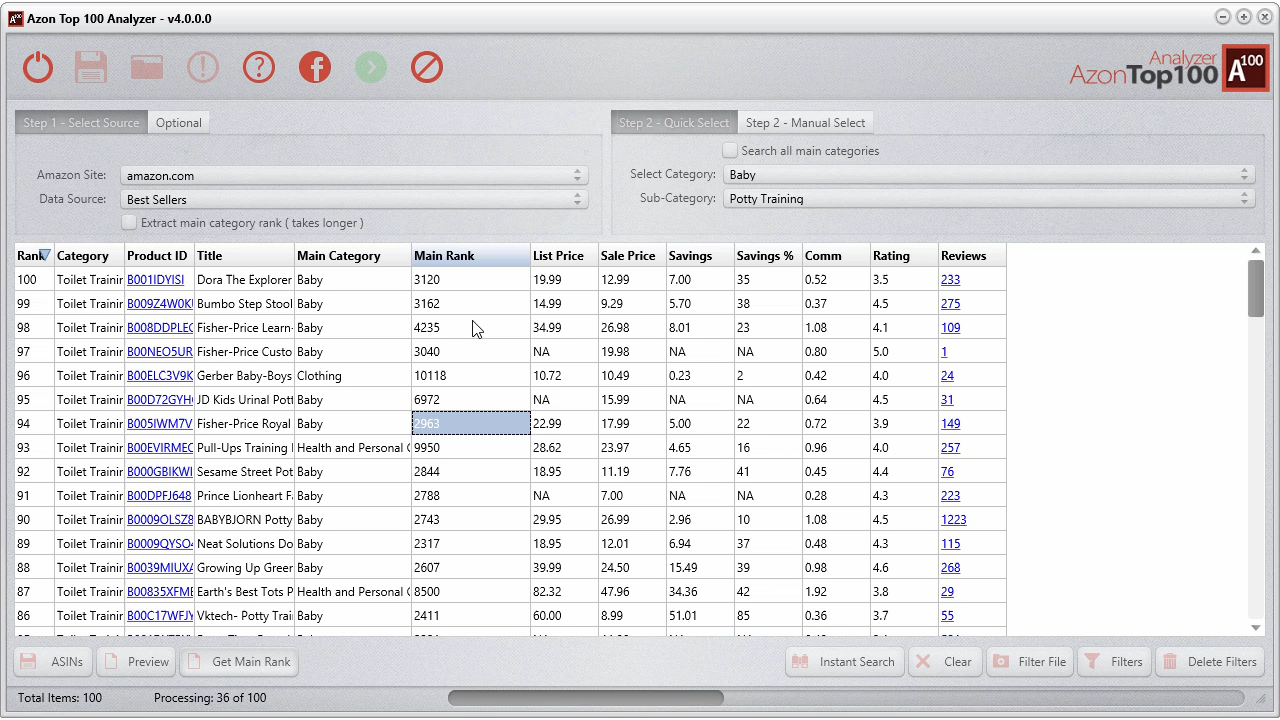 Azon Top 100 Analyzer - v4.0.0.0
Analyzer
AzonTop100 A100
Step 1 - Select Source Optional
Step 2 - Quick Select Step 2 - Manual Select
Search all main categories
Amazon Site: amazon.com
Select Category: Baby
Data Source: Best Sellers
Sub-Category: Potty Training
Extract main category rank ( takes longer )
Rank Category Product ID Title Main Category Main Rank List Price Sale Price Savings Savings % Comm Rating Reviews
100 Toilet Trainir B001IDYISI Dora The Explorer Baby 3120 19.99 12.99 7.00 35 0.52 3.5 233
99 Toilet Trainir B009Z4W0K Bumbo Step Stool Baby 3162 14.99 9.29 5.70 38 0.37 4.5 275
98 Toilet Trainir B008DDPLE Fisher-Price Learn- Baby 4235 34.99 26.98 8.01 23 1.08 4.1 109
97 Toilet Trainir B00NEO5UR Fisher-Price Custo Baby 3040 NA 19.98 NA NA 0.80 5.0 1
96 Toilet Trainir B00ELC3V9K Gerber Baby-Boys Clothing 10118 10.72 10.49 0.23 2 0.42 4.0 24
95 Toilet Trainir B00D72GYH JD Kids Urinal Pott Baby 6972 NA 15.99 NA NA 0.64 4.5 31
94 Toilet Trainir B005IWM7V Fisher-Price Royal Baby 2963 22.99 17.99 5.00 22 0.72 3.9 149
93 Toilet Trainir B00EVIRME Pull-Ups Training Health and Personal 9950 28.62 23.97 4.65 16 0.96 4.0 257
92 Toilet Trainir B000GBIKWI Sesame Street Pot Baby 2844 18.95 11.19 7.76 41 0.45 4.4 76
91 Toilet Trainir B00DPFJ648 Prince Lionheart F Baby 2788 NA 7.00 NA NA 0.28 4.3 223
90 Toilet Trainir B0009OLSZ8 BABYBJORN Potty Baby 2743 29.95 26.99 2.96 10 1.08 4.5 1223
89 Toilet Trainir B0009QYSO Neat Solutions Do Baby 2317 18.95 12.01 6.94 37 0.48 4.3 115
88 Toilet Trainir B0039MIUX Growing Up Greer Baby 2607 39.99 24.50 15.49 39 0.98 4.6 268
87 Toilet Trainir B00835XFM Earth's Best Tots P Health and Personal 8500 82.32 47.96 34.36 42 1.92 3.8 29
86 Toilet Trainir B00C17WFJY Vktech- Potty Trai Baby 2411 60.00 8.99 51.01 85 0.36 3.7 55
ASINs Preview Get Main Rank Instant Search Clear Filter File Filters Delete Filters
Total Items: 100 Processing: 36 of 100